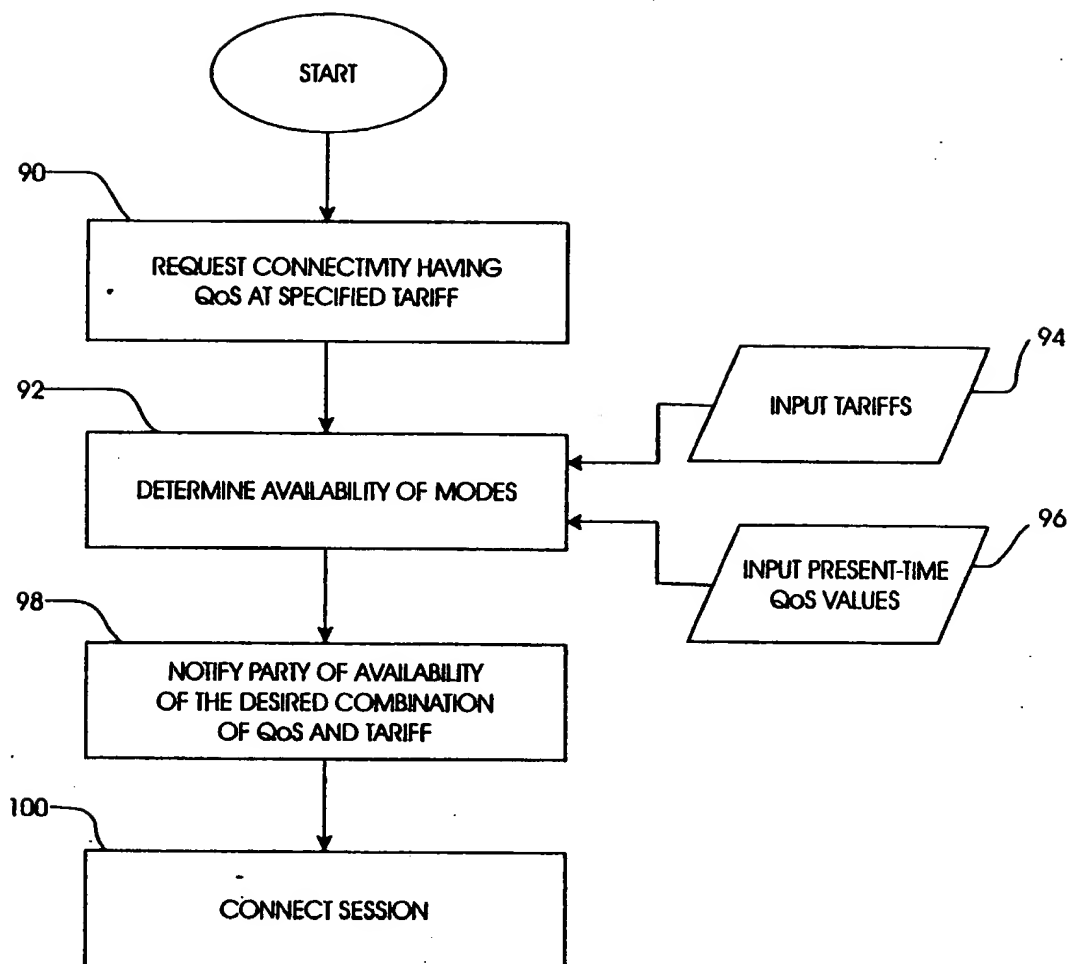 START
90
REQUEST CONNECTIVITY HAVING
QoS AT SPECIFIED TARIFF
92
94
INPUT TARIFFS
DETERMINE AVAILABILITY OF MODES
96
INPUT PRESENT-TIME
QoS VALUES
98
NOTIFY PARTY OF AVAILABILITY
OF THE DESIRED COMBINATION
OF QoS AND TARIFF
100
CONNECT SESSION